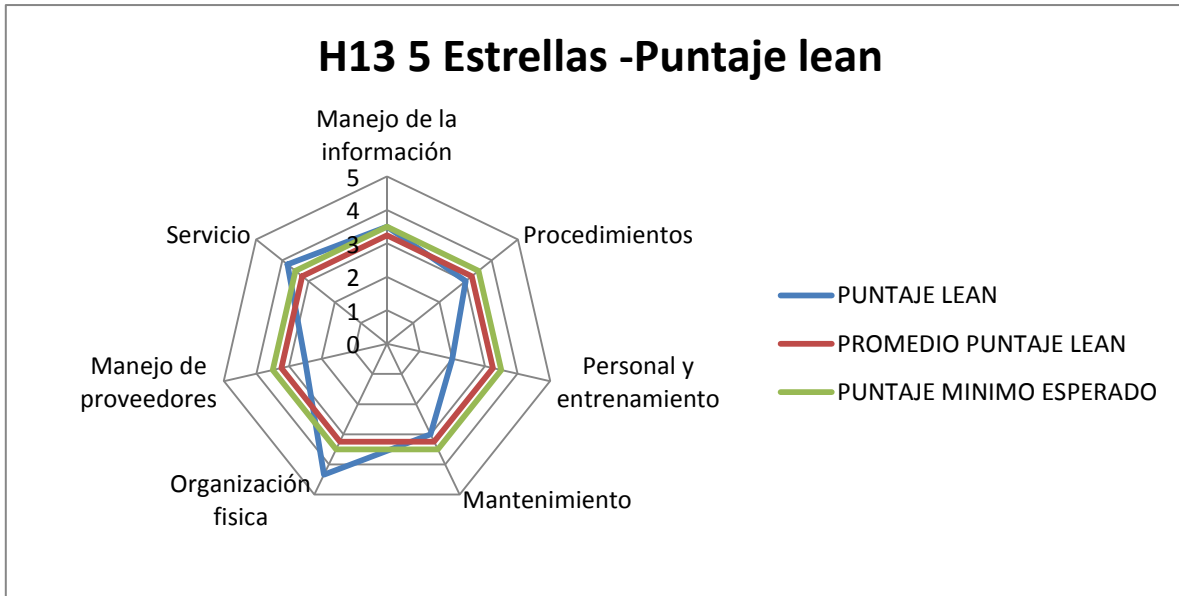 H13 5 Estrellas -Puntaje lean
Manejo de la
información
Procedimientos
Personal y
entrenamiento
Mantenimiento
Organización
fisica
Manejo de
proveedores
Servicio
5
4
3
2
1
0
PUNTAJE LEAN
PROMEDIO PUNTAJE LEAN
PUNTAJE MINIMO ESPERADO